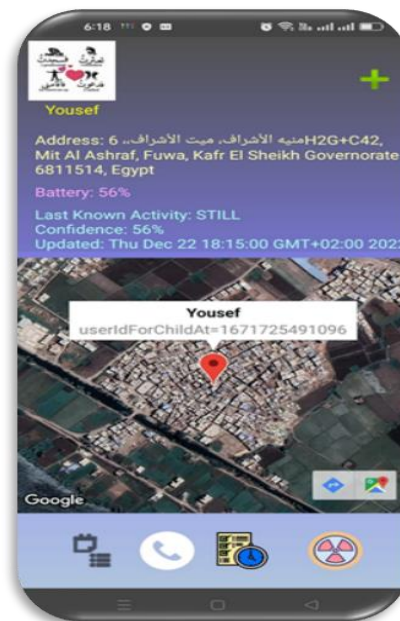 6:18
Yousef
Address: 6 منيه الأشراف، ميت الأشراف،, H2G+C42,
Mit Al Ashraf, Fuwa, Kafr El Sheikh Governorate
6811514, Egypt
Battery: 56%
Last Known Activity: STILL
Confidence: 56%
Updated: Thu Dec 22 18:15:00 GMT+02:00 202
Yousef
userIdForChildAt=1671725491096
Google